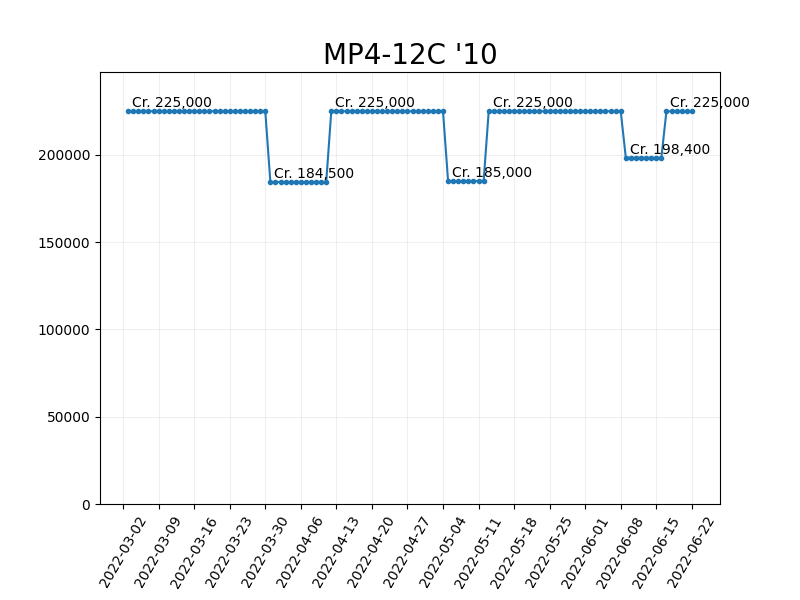 MP4-12C '10
Cr. 225,000
Cr. 225,000
Cr. 225,000
Cr. 225,000
Cr. 198,400
Cr. 184,500
Cr. 185,000
200000
150000
100000
50000
0
2022-03-02
2022-03-09
2022-03-16
2022-03-23
2022-03-30
2022-04-06
2022-04-13
2022-04-20
2022-04-27
2022-05-04
2022-05-11
2022-05-18
2022-05-25
2022-06-01
2022-06-08
2022-06-15
2022-06-22